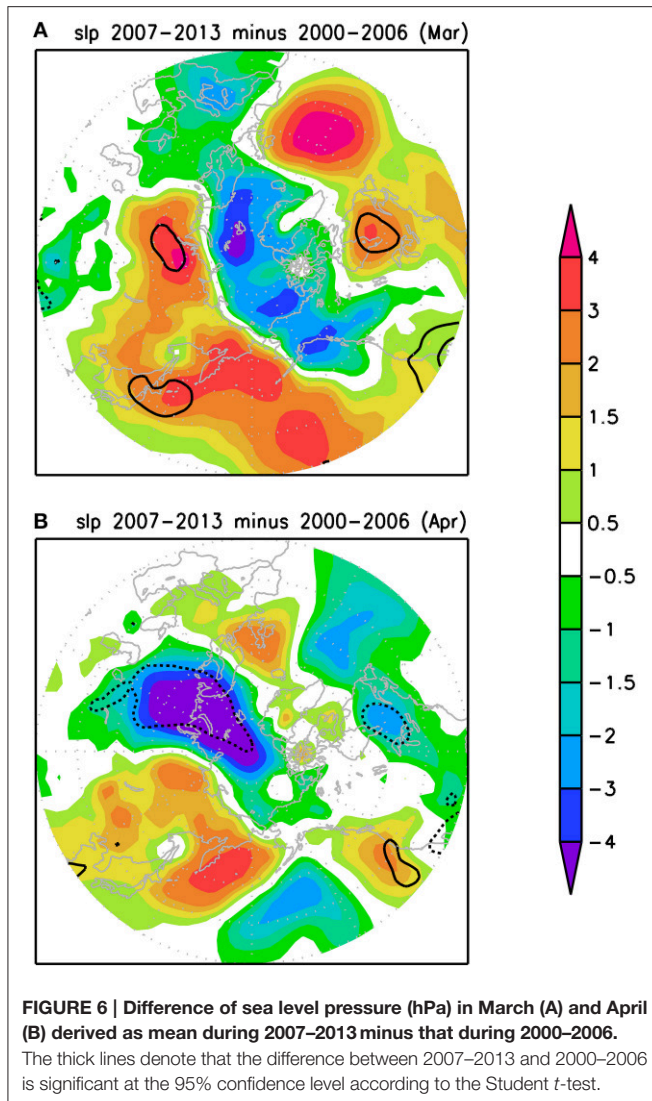 A slp 2007-2013 minus 2000-2006 (Mar)
4
3
2
1.5
1
0.5
-0.5
-1
-1.5
-2
-3
-4
B slp 2007-2013 minus 2000-2006 (Apr)
FIGURE 6 | Difference of sea level pressure (hPa) in March (A) and April
(B) derived as mean during 2007–2013 minus that during 2000–2006.
The thick lines denote that the difference between 2007–2013 and 2000–2006
is significant at the 95% confidence level according to the Student t-test.